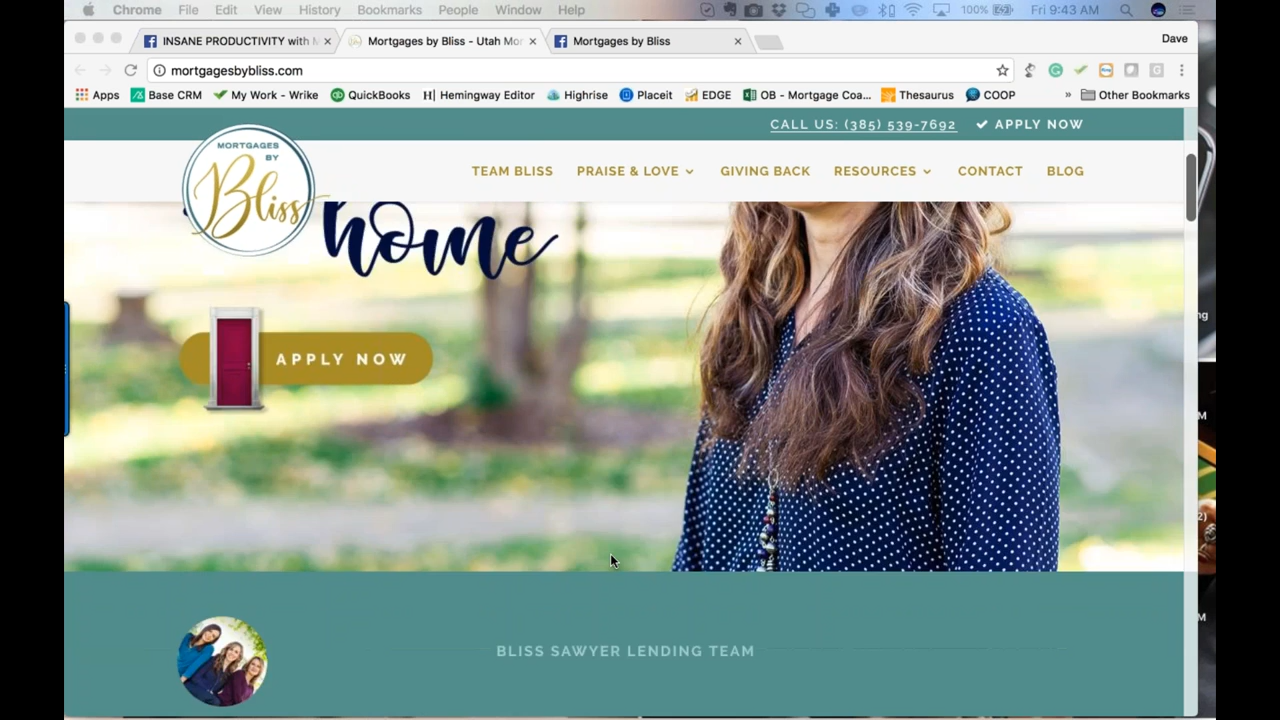 Chrome File Edit View History Bookmarks People Window Help 100% Fri 9:43 AM
INSANE PRODUCTIVITY with Mortgages by Bliss - Utah Mor Mortgages by Bliss Dave
mortgagesbybliss.com
Apps Base CRM My Work - Wrike QuickBooks Hemingway Editor Highrise Placeit EDGE OB - Mortgage Coa... Thesaurus COOP » Other Bookmarks
CALL US: (385) 539-7692 APPLY NOW
MORTGAGES
BY
Bliss
TEAM BLISS PRAISE & LOVE GIVING BACK RESOURCES CONTACT BLOG
home
APPLY NOW
BLISS SAWYER LENDING TEAM